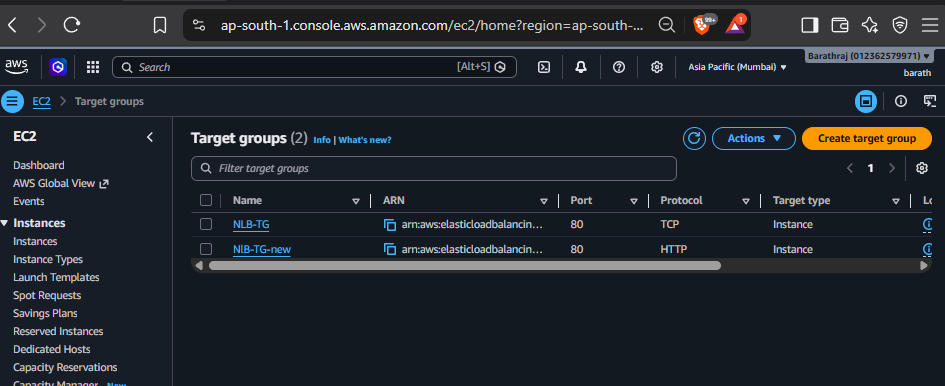 ap-south-1.console.aws.amazon.com/ec2/home?region=ap-south-...
99+
1
aws
Search
[Alt+S]
Asia Pacific (Mumbai)
Barathraj (012362579971)
barath
EC2 > Target groups
EC2
Dashboard
AWS Global View
Events
Instances
Instances
Instance Types
Launch Templates
Spot Requests
Savings Plans
Reserved Instances
Dedicated Hosts
Capacity Reservations
Capacity Manager New
Target groups (2) Info | What's new?
Actions
Create target group
Filter target groups
1
Name ARN Port Protocol Target type
NLB-TG arn:aws:elasticloadbalancin... 80 TCP Instance
NlB-TG-new arn:aws:elasticloadbalancin... 80 HTTP Instance